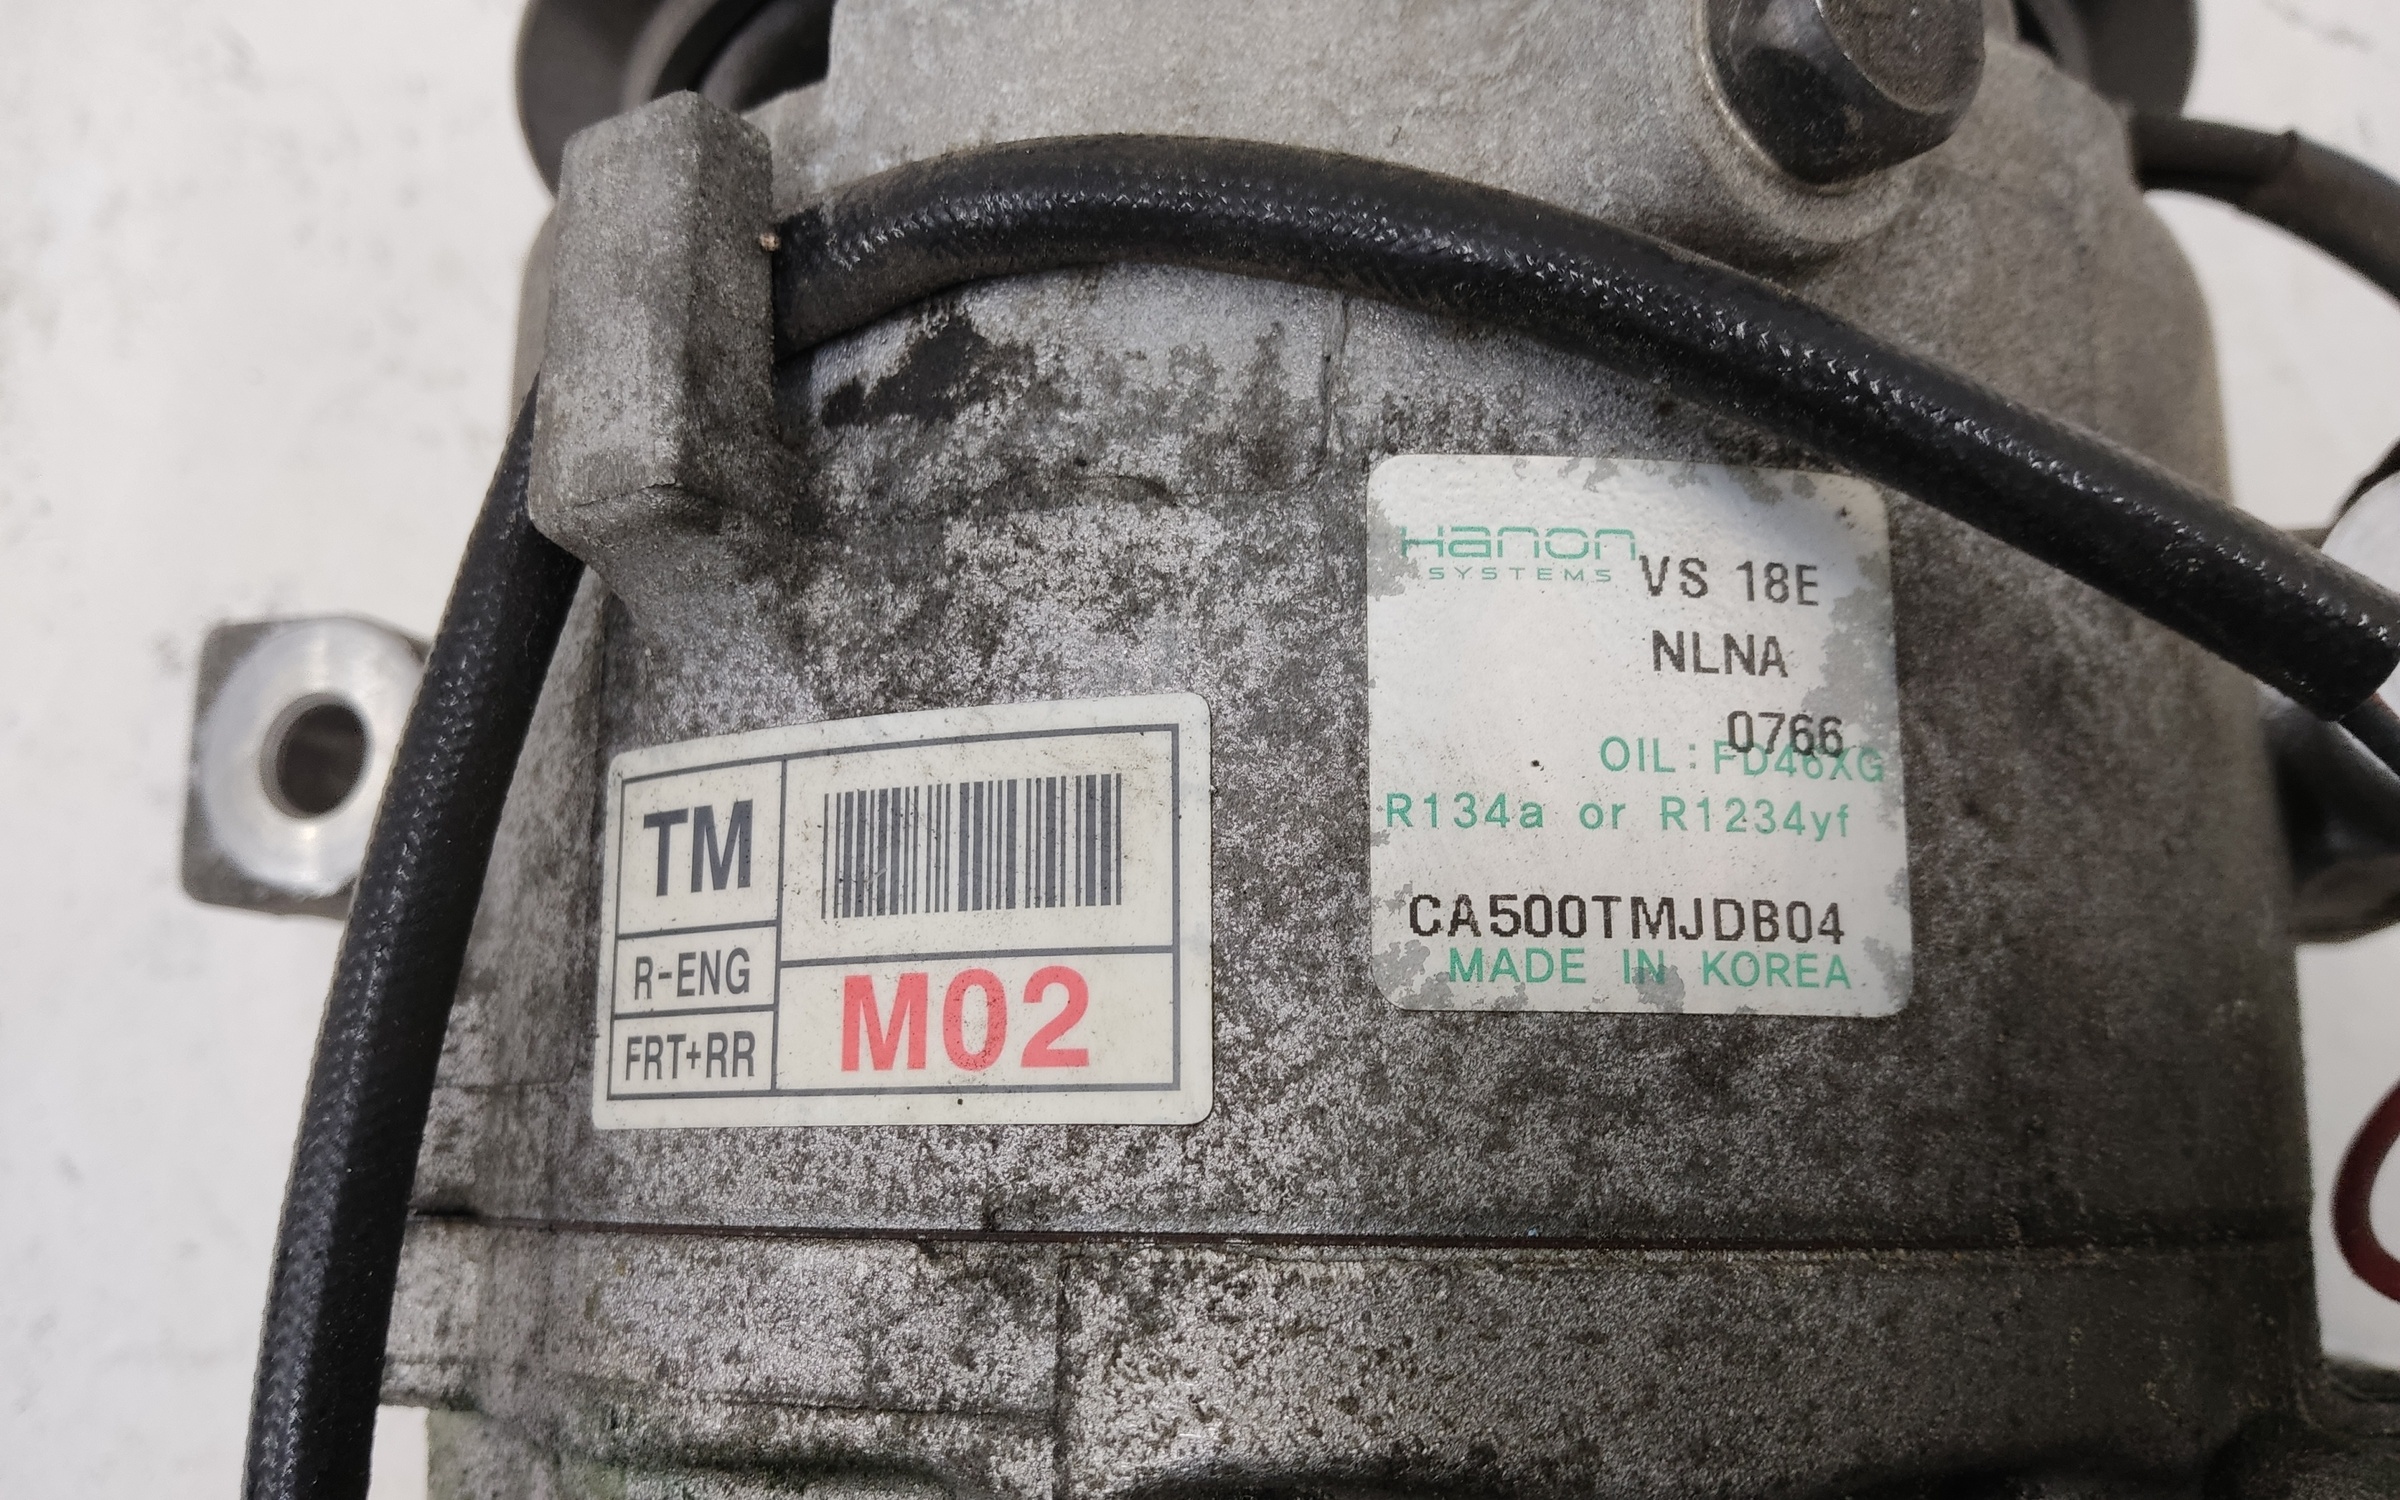 TM
R-ENG
FRT+RR
M02
Hanon
SYSTEMS
VS 18E
NLNA
0766
OIL: FD46XG
R134a or R1234yf
CA500TMJDB04
MADE IN KOREA